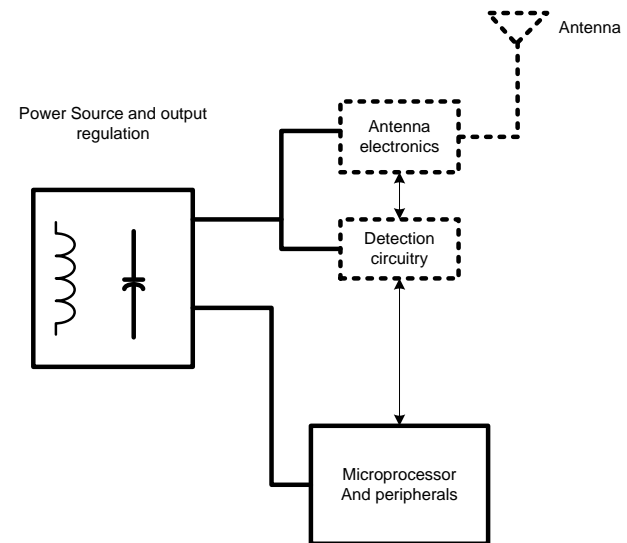 Antenna
Power Source and output
regulation
Antenna
electronics
Detection
circuitry
Microprocessor
And peripherals